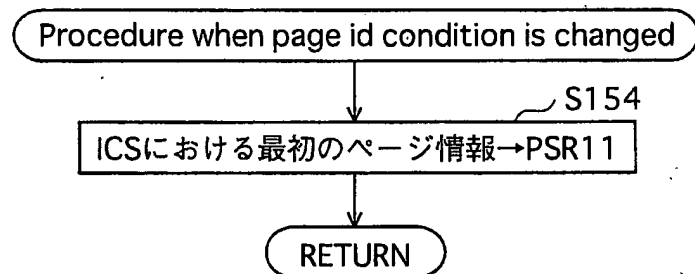 Procedure when page id condition is changed
S154
ICSにおける最初のページ情報→PSR11
RETURN